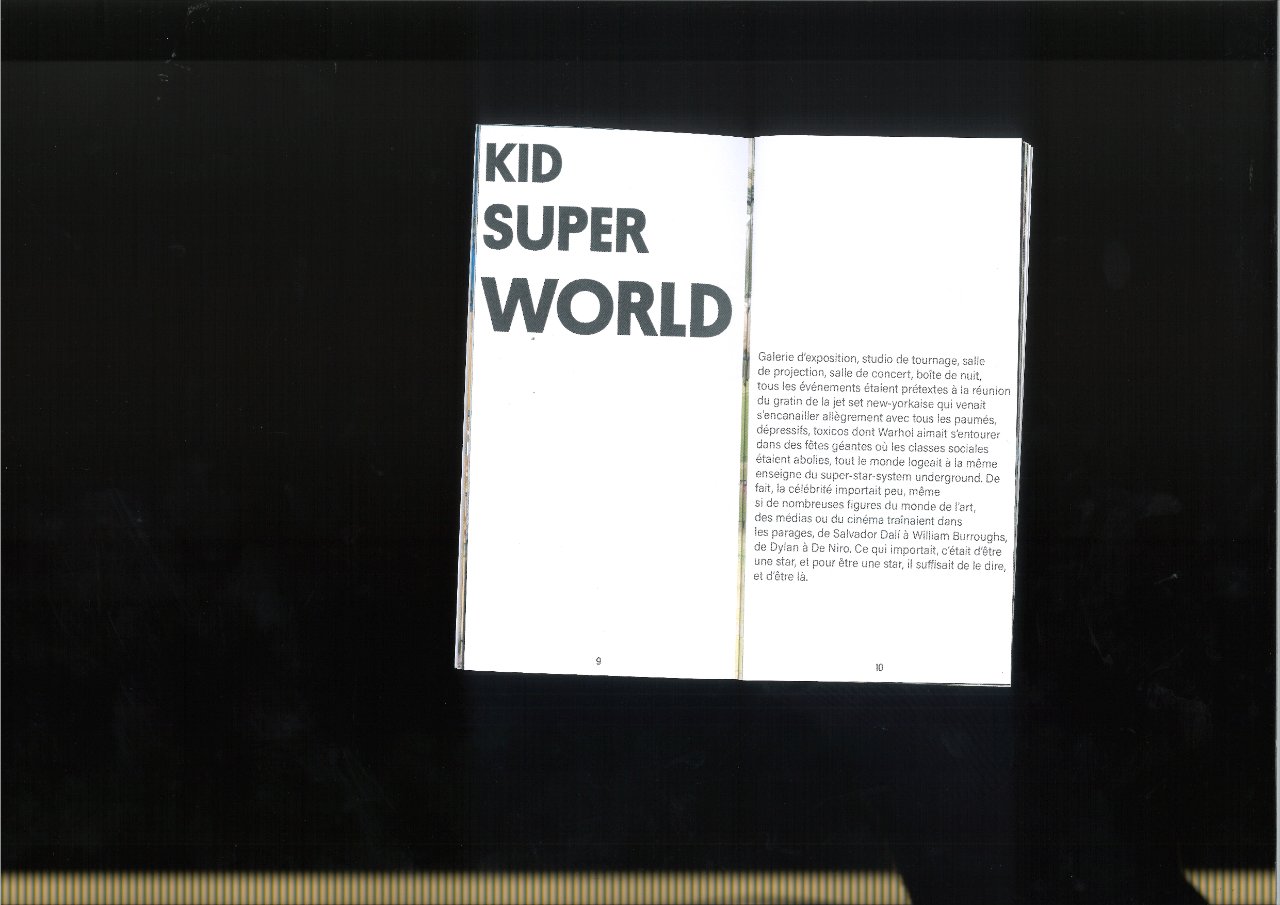 KID
SUPER
WORLD
Galerie d'exposition, studio de tournage, salle
de projection, salle de concert, boîte de nuit,
tous les événements étaient prétextes à la réunion
du gratin de la jet set new-yorkaise qui venait
s'encanailler allègrement avec tous les paumés,
dépressifs, toxicos dont Warhol aimait s'entourer
dans des fêtes géantes où les classes sociales
étaient abolies, tout le monde logeait à la même
enseigne du super-star-system underground. De
fait, la célébrité importait peu, même
si de nombreuses figures du monde de l'art,
des médias ou du cinéma traînaient dans
les parages, de Salvador Dalí à William Burroughs,
de Dylan à De Niro. Ce qui importait, c'était d'être
une star, et pour être une star, il suffisait de le dire,
et d'être là.
9
10